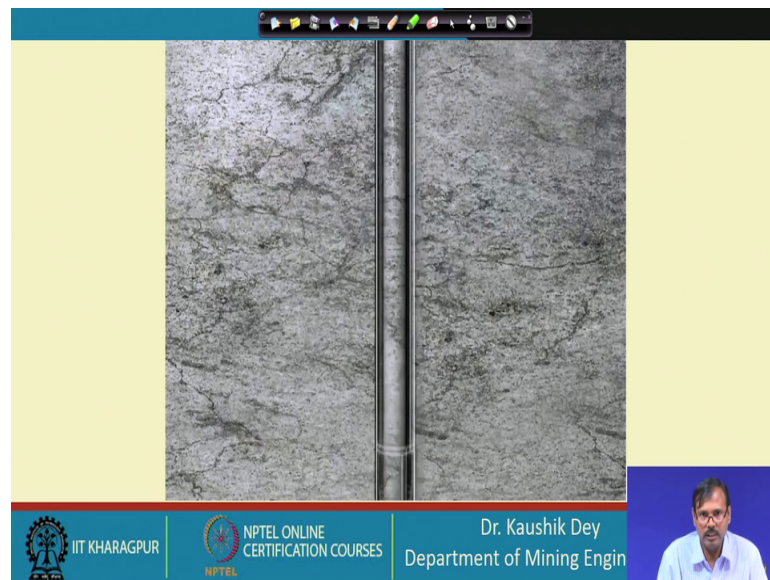 IIT KHARAGPUR
NPTEL
NPTEL ONLINE
CERTIFICATION COURSES
Dr. Kaushik Dey
Department of Mining Engin